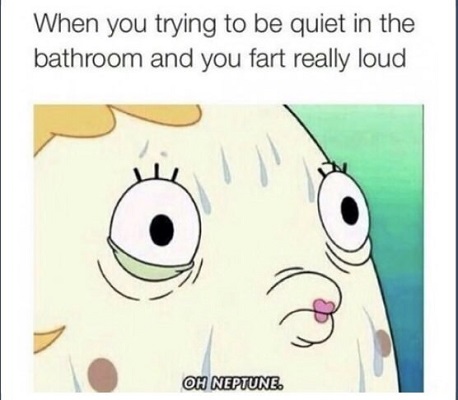 When you trying to be quiet in the
bathroom and you fart really loud
OH NEPTUNE.